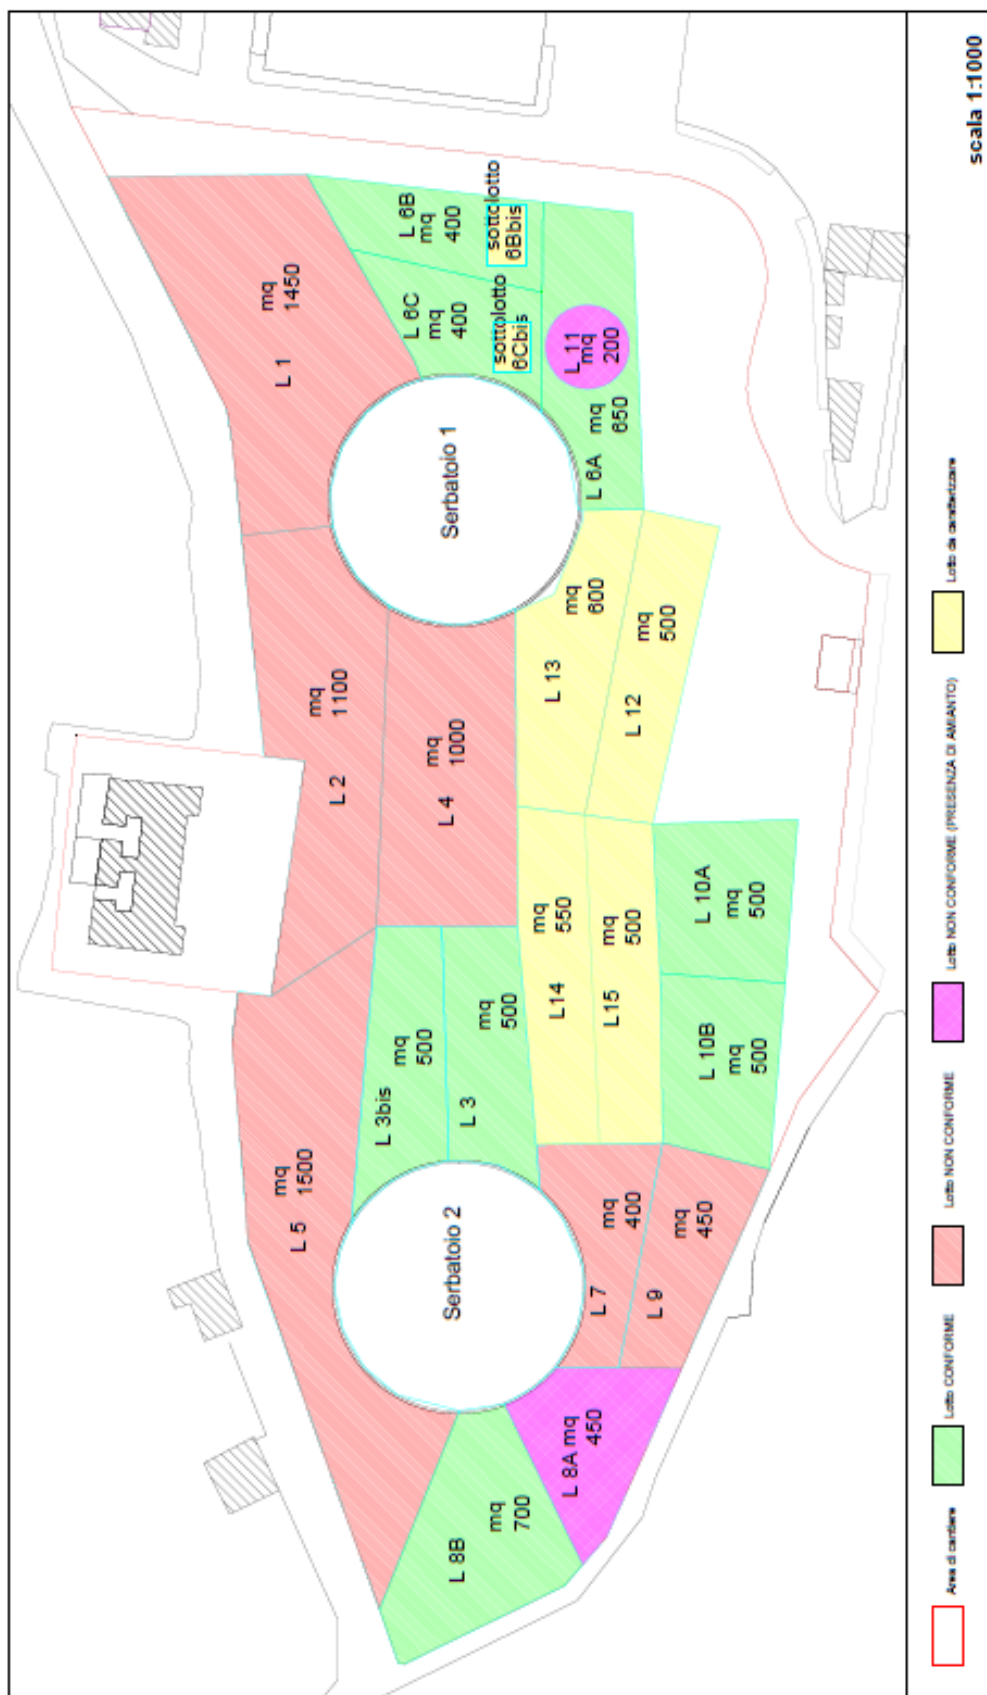 L 1
mq
1450
L 6B
mq
400
sottolotto
6Bbis
L 6C
mq
400
sottolotto
6Cbis
L 11
mq
200
L 6A
mq
650
Serbatoio 1
L 2
mq
1100
L 4
mq
1000
L 13
mq
600
L 12
mq
500
L 5
mq
1500
L 3bis
mq
500
L 3
mq
500
L14
mq
550
L15
mq
500
L 10A
mq
500
L 10B
mq
500
Serbatoio 2
L 7
mq
400
L 9
mq
450
L 8A mq
450
L 8B
mq
700
Area di cantiere
Lotto CONFORME
Lotto NON CONFORME
Lotto NON CONFORME (PRESENZA DI AMIANTO)
Lotto da caratterizzare
scala 1:1000